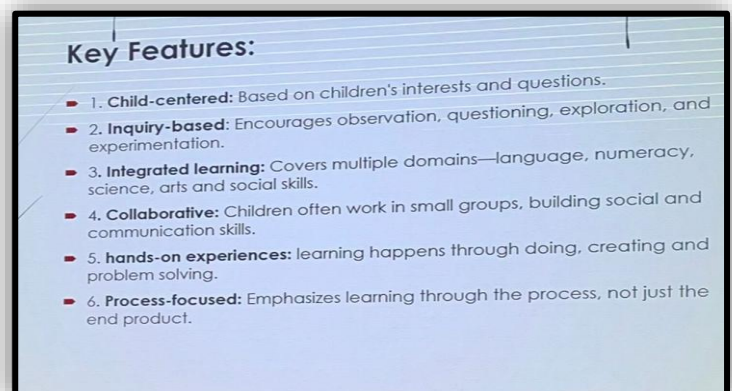 Key Features:
1. Child-centered: Based on children's interests and questions.
2. Inquiry-based: Encourages observation, questioning, exploration, and
experimentation.
3. Integrated learning: Covers multiple domains—language, numeracy,
science, arts and social skills.
4. Collaborative: Children often work in small groups, building social and
communication skills.
5. hands-on experiences: learning happens through doing, creating and
problem solving.
6. Process-focused: Emphasizes learning through the process, not just the
end product.